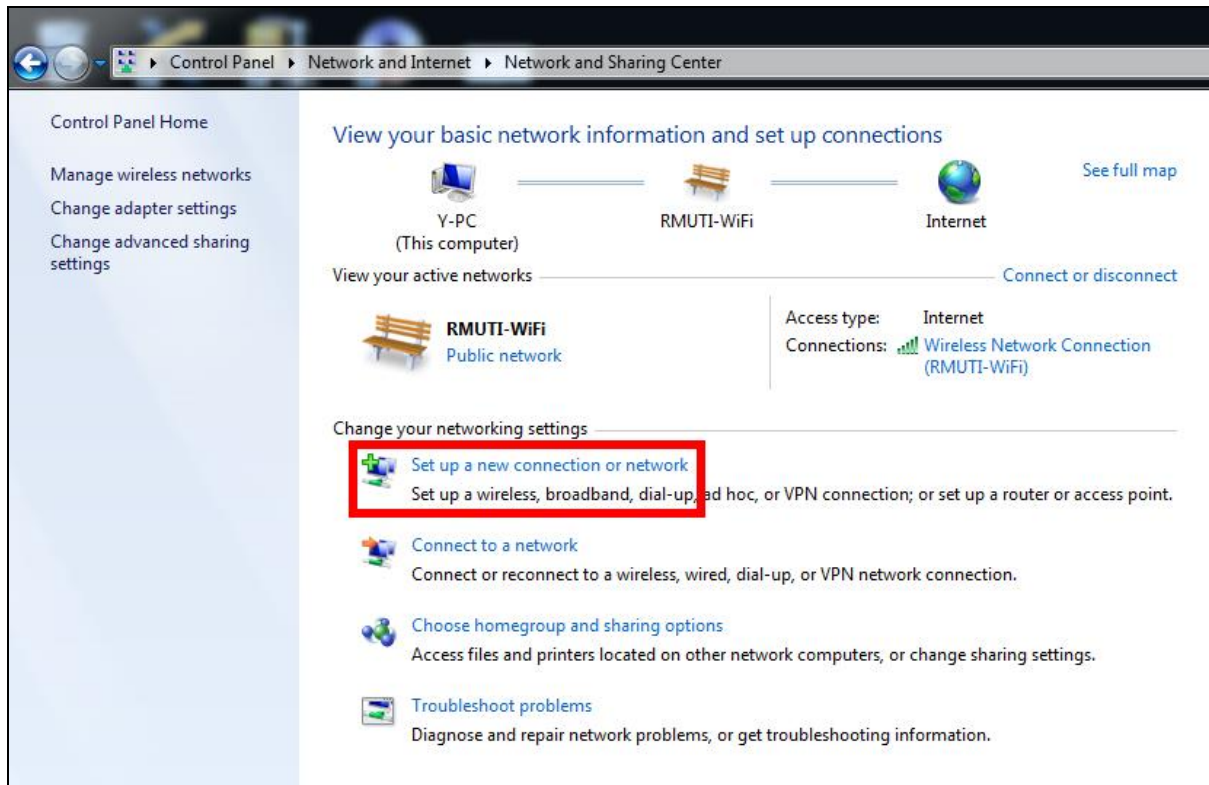 Control Panel Network and Internet Network and Sharing Center
Control Panel Home
Manage wireless networks
Change adapter settings
Change advanced sharing
settings
View your basic network information and set up connections
See full map
Y-PC
(This computer)
RMUTI-WiFi
Internet
View your active networks
Connect or disconnect
RMUTI-WiFi
Public network
Access type: Internet
Connections: Wireless Network Connection
(RMUTI-WiFi)
Change your networking settings
Set up a new connection or network
Set up a wireless, broadband, dial-up, ad hoc, or VPN connection; or set up a router or access point.
Connect to a network
Connect or reconnect to a wireless, wired, dial-up, or VPN network connection.
Choose homegroup and sharing options
Access files and printers located on other network computers, or change sharing settings.
Troubleshoot problems
Diagnose and repair network problems, or get troubleshooting information.